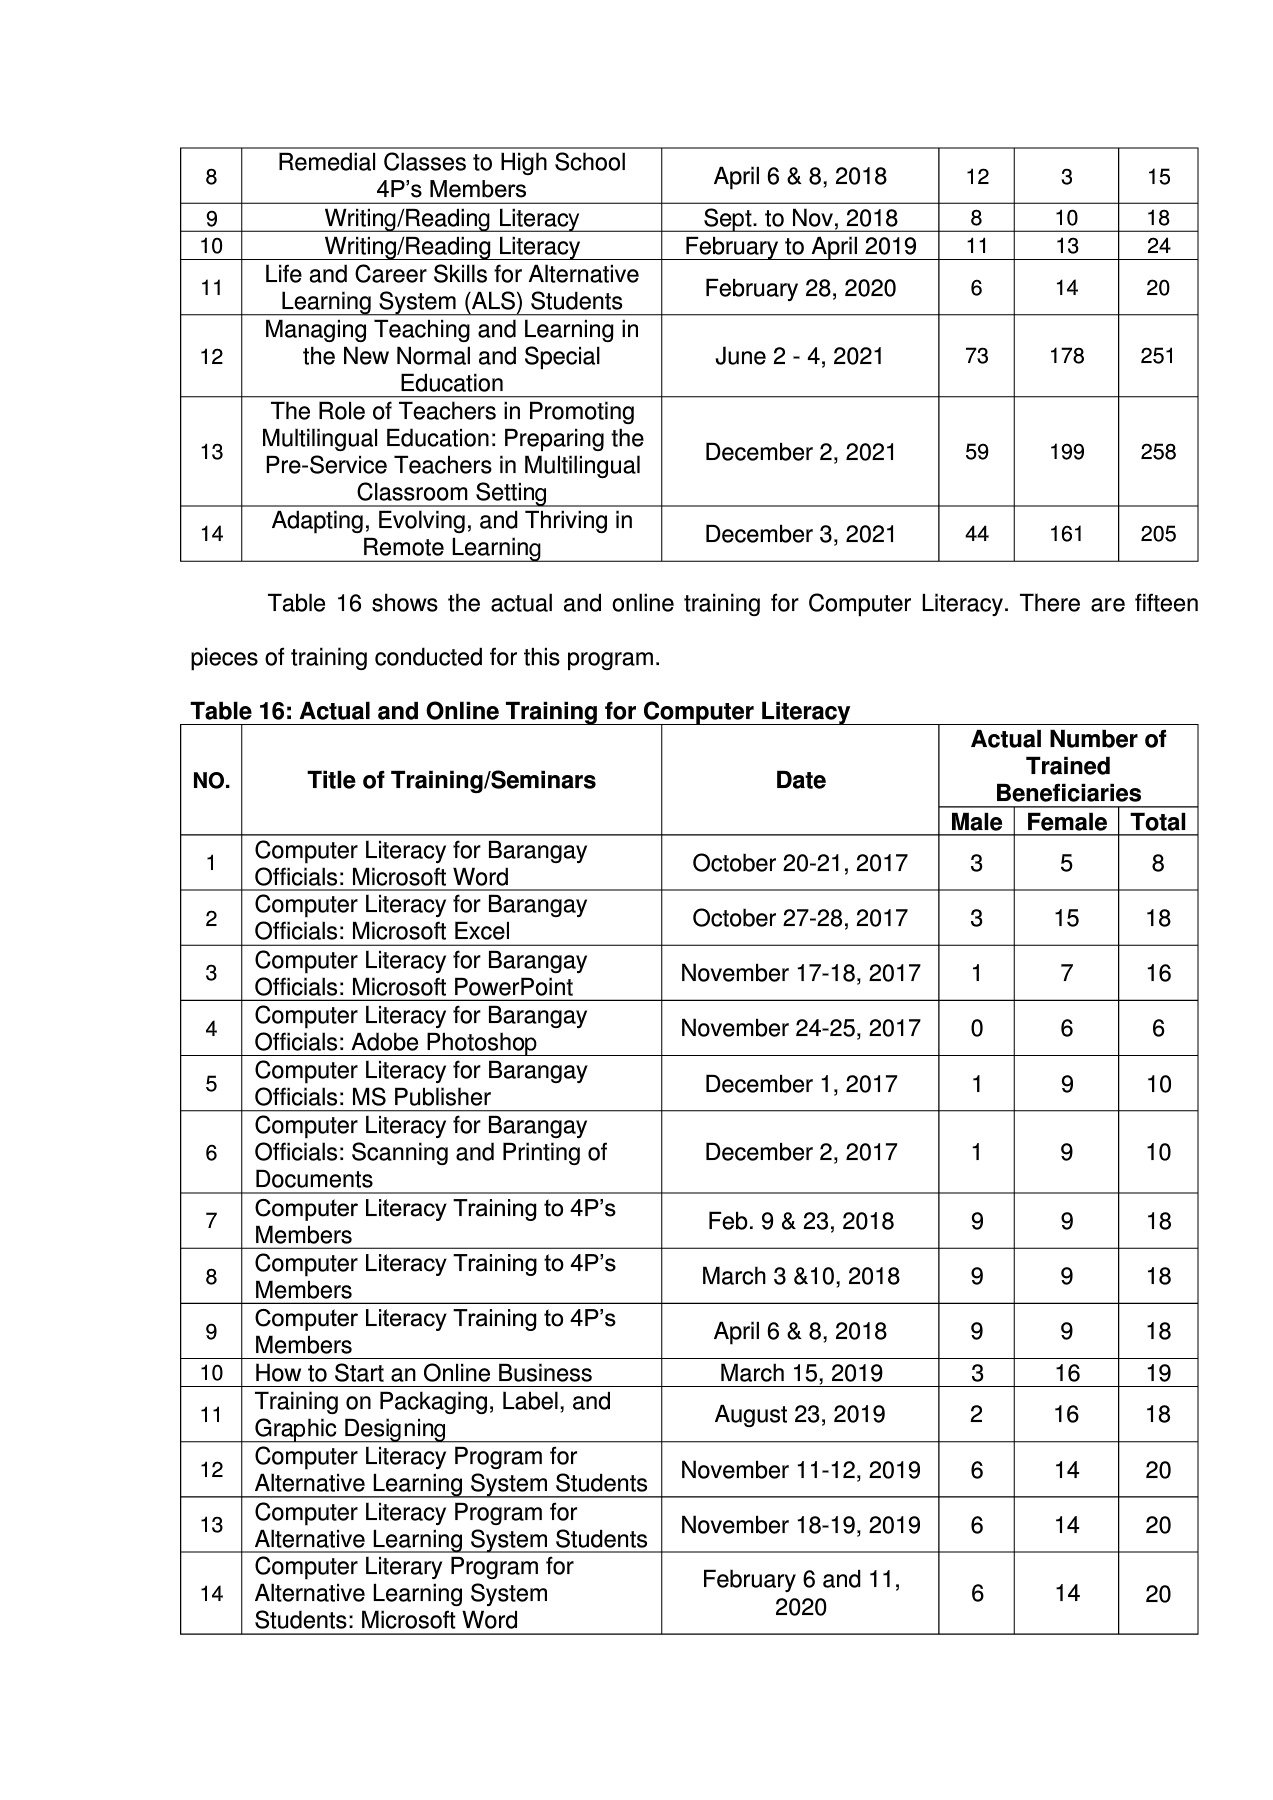 8 Remedial Classes to High School 4P’s Members April 6 & 8, 2018 12 3 15
9 Writing/Reading Literacy Sept. to Nov, 2018 8 10 18
10 Writing/Reading Literacy February to April 2019 11 13 24
11 Life and Career Skills for Alternative Learning System (ALS) Students February 28, 2020 6 14 20
12 Managing Teaching and Learning in the New Normal and Special Education June 2 - 4, 2021 73 178 251
13 The Role of Teachers in Promoting Multilingual Education: Preparing the Pre-Service Teachers in Multilingual Classroom Setting December 2, 2021 59 199 258
14 Adapting, Evolving, and Thriving in Remote Learning December 3, 2021 44 161 205
Table 16 shows the actual and online training for Computer Literacy. There are fifteen
pieces of training conducted for this program.
Table 16: Actual and Online Training for Computer Literacy
NO. Title of Training/Seminars Date Actual Number of Trained Beneficiaries
Male Female Total
1 Computer Literacy for Barangay Officials: Microsoft Word October 20-21, 2017 3 5 8
2 Computer Literacy for Barangay Officials: Microsoft Excel October 27-28, 2017 3 15 18
3 Computer Literacy for Barangay Officials: Microsoft PowerPoint November 17-18, 2017 1 7 16
4 Computer Literacy for Barangay Officials: Adobe Photoshop November 24-25, 2017 0 6 6
5 Computer Literacy for Barangay Officials: MS Publisher December 1, 2017 1 9 10
6 Computer Literacy for Barangay Officials: Scanning and Printing of Documents December 2, 2017 1 9 10
7 Computer Literacy Training to 4P’s Members Feb. 9 & 23, 2018 9 9 18
8 Computer Literacy Training to 4P’s Members March 3 &10, 2018 9 9 18
9 Computer Literacy Training to 4P’s Members April 6 & 8, 2018 9 9 18
10 How to Start an Online Business March 15, 2019 3 16 19
11 Training on Packaging, Label, and Graphic Designing August 23, 2019 2 16 18
12 Computer Literacy Program for Alternative Learning System Students November 11-12, 2019 6 14 20
13 Computer Literacy Program for Alternative Learning System Students November 18-19, 2019 6 14 20
14 Computer Literary Program for Alternative Learning System Students: Microsoft Word February 6 and 11, 2020 6 14 20